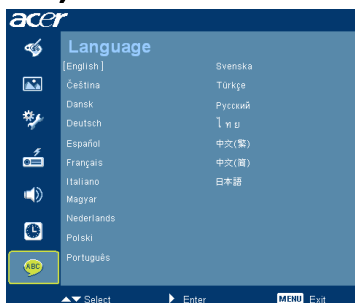 acer
Language
[English]
Čeština
Dansk
Deutsch
Español
Français
Italiano
Magyar
Nederlands
Polski
Português
Svenska
Türkçe
Русский
ไทย
中文(繁)
中文(简)
日本語
ABC
Select
Enter
MENU Exit